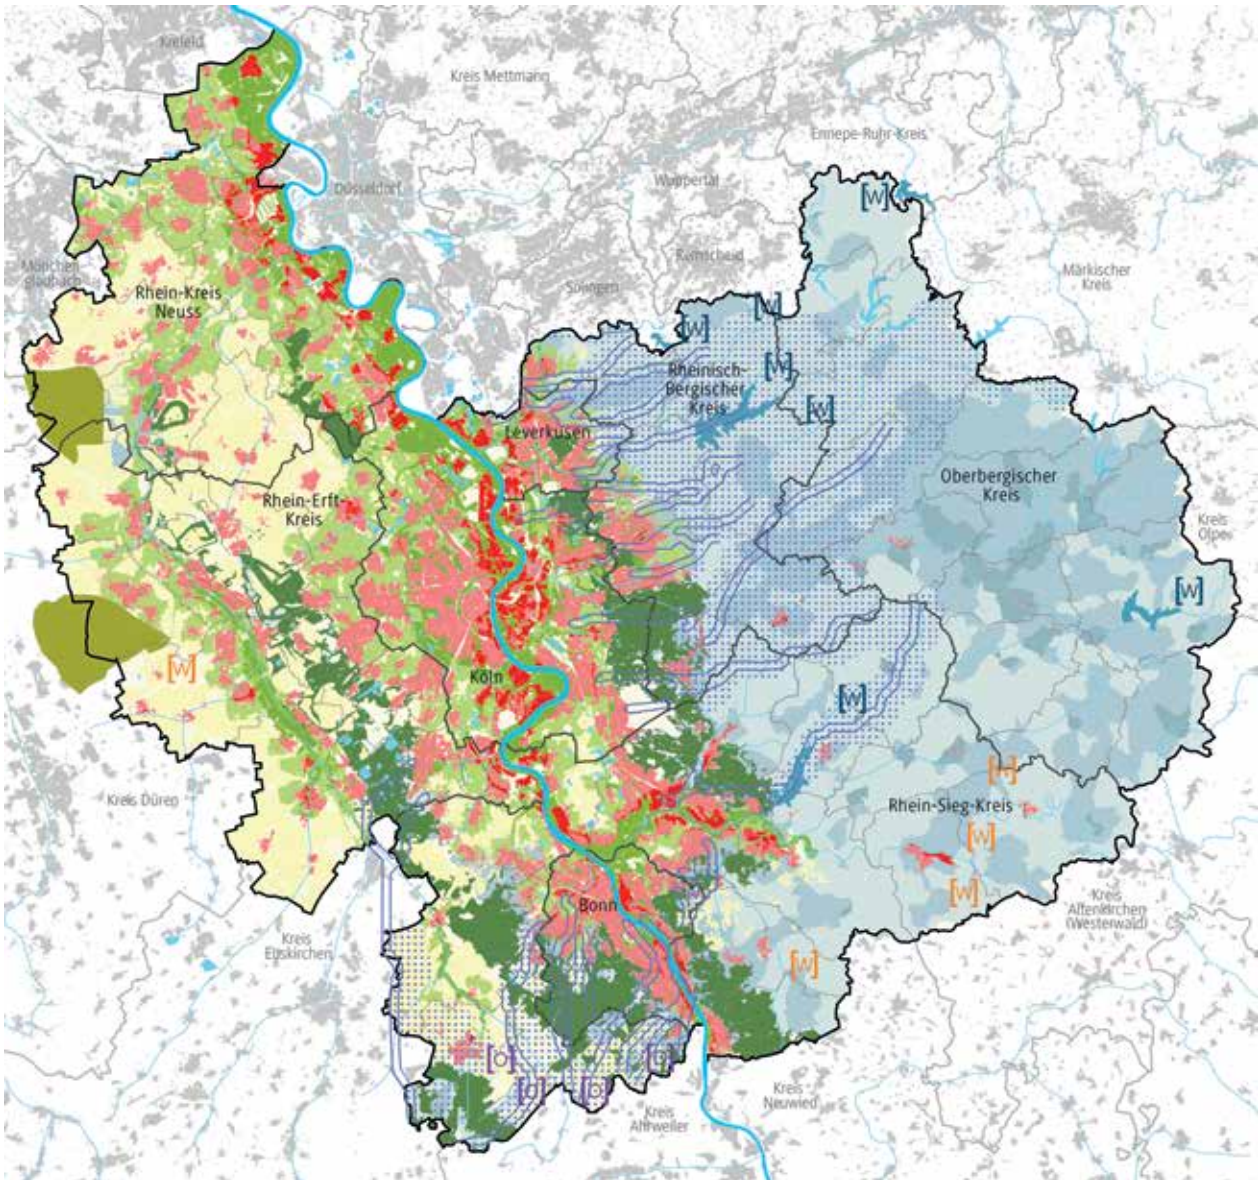 Krefeld
Kreis Mettmann
Ennepe-Ruhr-Kreis
Wuppertal
Düsseldorf
[W]
Remscheid
Mönchen-
gladbach
Märkischer
Kreis
Solingen
Rhein-Kreis
Neuss
[W]
[W]
Rheinisch-
Bergischer
Kreis
[W]
[W]
Leverkusen
Oberbergischer
Kreis
Rhein-Erft-
Kreis
Kreis
Olpe
[W]
[W]
Köln
[W]
Kreis Düren
Rhein-Sieg-Kreis
[W]
[W]
Bonn
Kreis
Altenkirchen
(Westerwald)
Kreis
Euskirchen
[W]
Kreis
Neuwied
Kreis
Ahrweiler